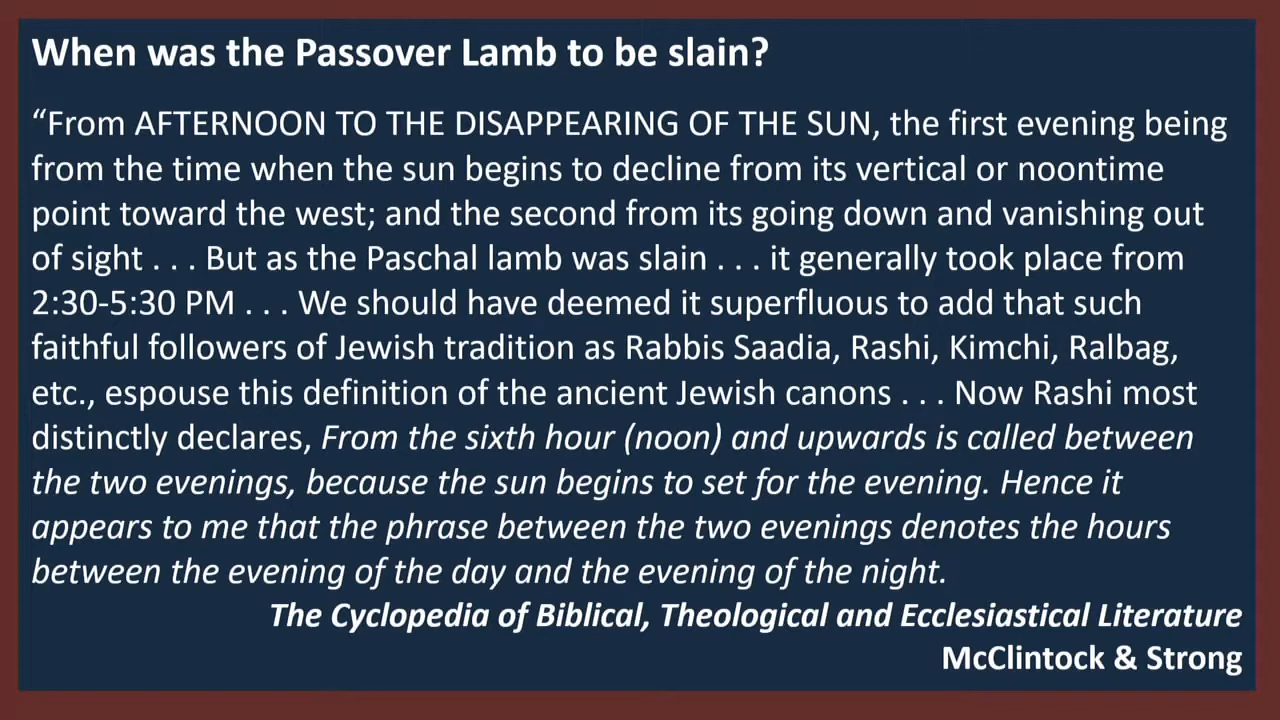 When was the Passover Lamb to be slain?
“From AFTERNOON TO THE DISAPPEARING OF THE SUN, the first evening being
from the time when the sun begins to decline from its vertical or noontime
point toward the west; and the second from its going down and vanishing out
of sight . . . But as the Paschal lamb was slain . . . it generally took place from
2:30-5:30 PM . . . We should have deemed it superfluous to add that such
faithful followers of Jewish tradition as Rabbis Saadia, Rashi, Kimchi, Ralbag,
etc., espouse this definition of the ancient Jewish canons . . . Now Rashi most
distinctly declares, From the sixth hour (noon) and upwards is called between
the two evenings, because the sun begins to set for the evening. Hence it
appears to me that the phrase between the two evenings denotes the hours
between the evening of the day and the evening of the night.
The Cyclopedia of Biblical, Theological and Ecclesiastical Literature
McClintock & Strong